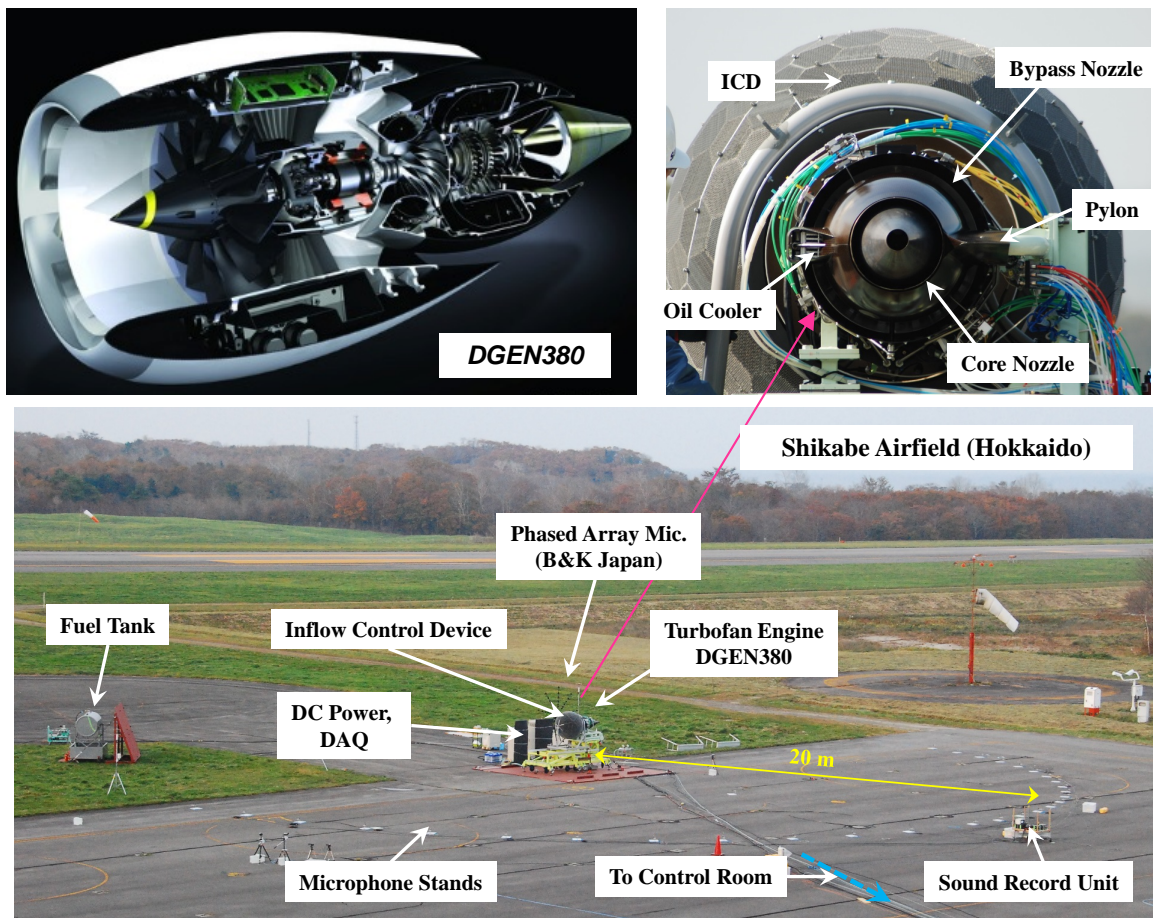 DGEN380
ICD
Bypass Nozzle
Pylon
Oil Cooler
Core Nozzle
Shikabe Airfield (Hokkaido)
Phased Array Mic.
(B&K Japan)
Fuel Tank
Inflow Control Device
Turbofan Engine
DGEN380
DC Power,
DAQ
20 m
Microphone Stands
To Control Room
Sound Record Unit